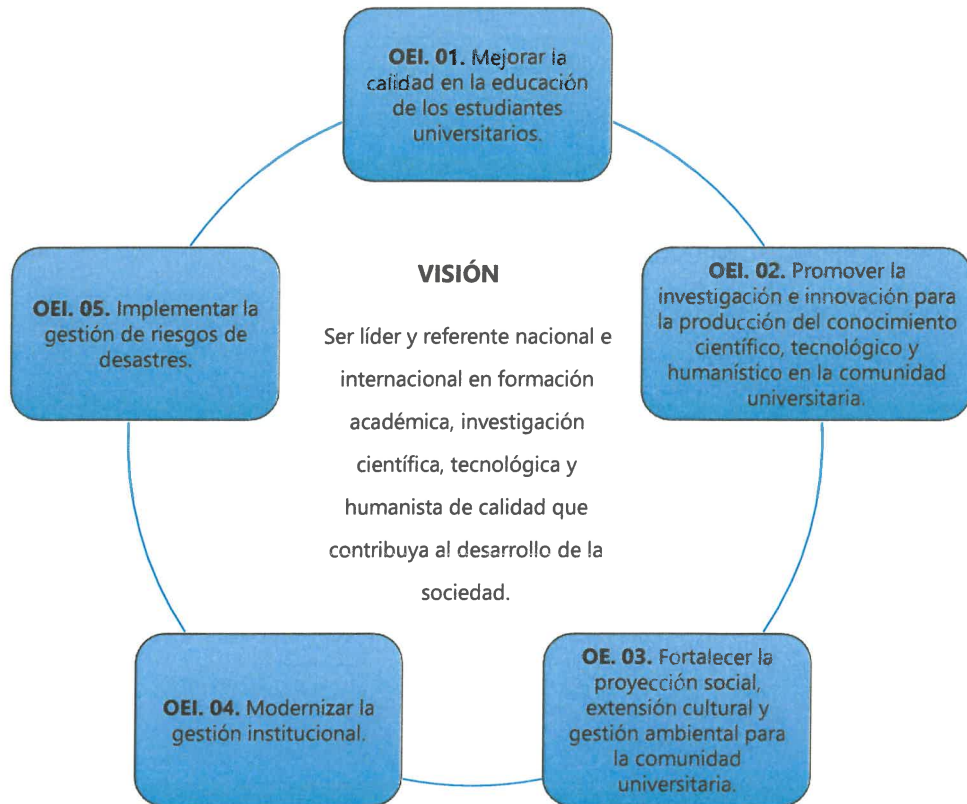 OEI. 01. Mejorar la
calidad en la educación
de los estudiantes
universitarios.
OEI. 02. Promover la
investigación e innovación para
la producción del conocimiento
científico, tecnológico y
humanístico en la comunidad
universitaria.
OE. 03. Fortalecer la
proyección social,
extensión cultural y
gestión ambiental para
la comunidad
universitaria.
OEI. 04. Modernizar la
gestión institucional.
OEI. 05. Implementar la
gestión de riesgos de
desastres.
VISIÓN
Ser líder y referente nacional e
internacional en formación
académica, investigación
científica, tecnológica y
humanista de calidad que
contribuya al desarrollo de la
sociedad.